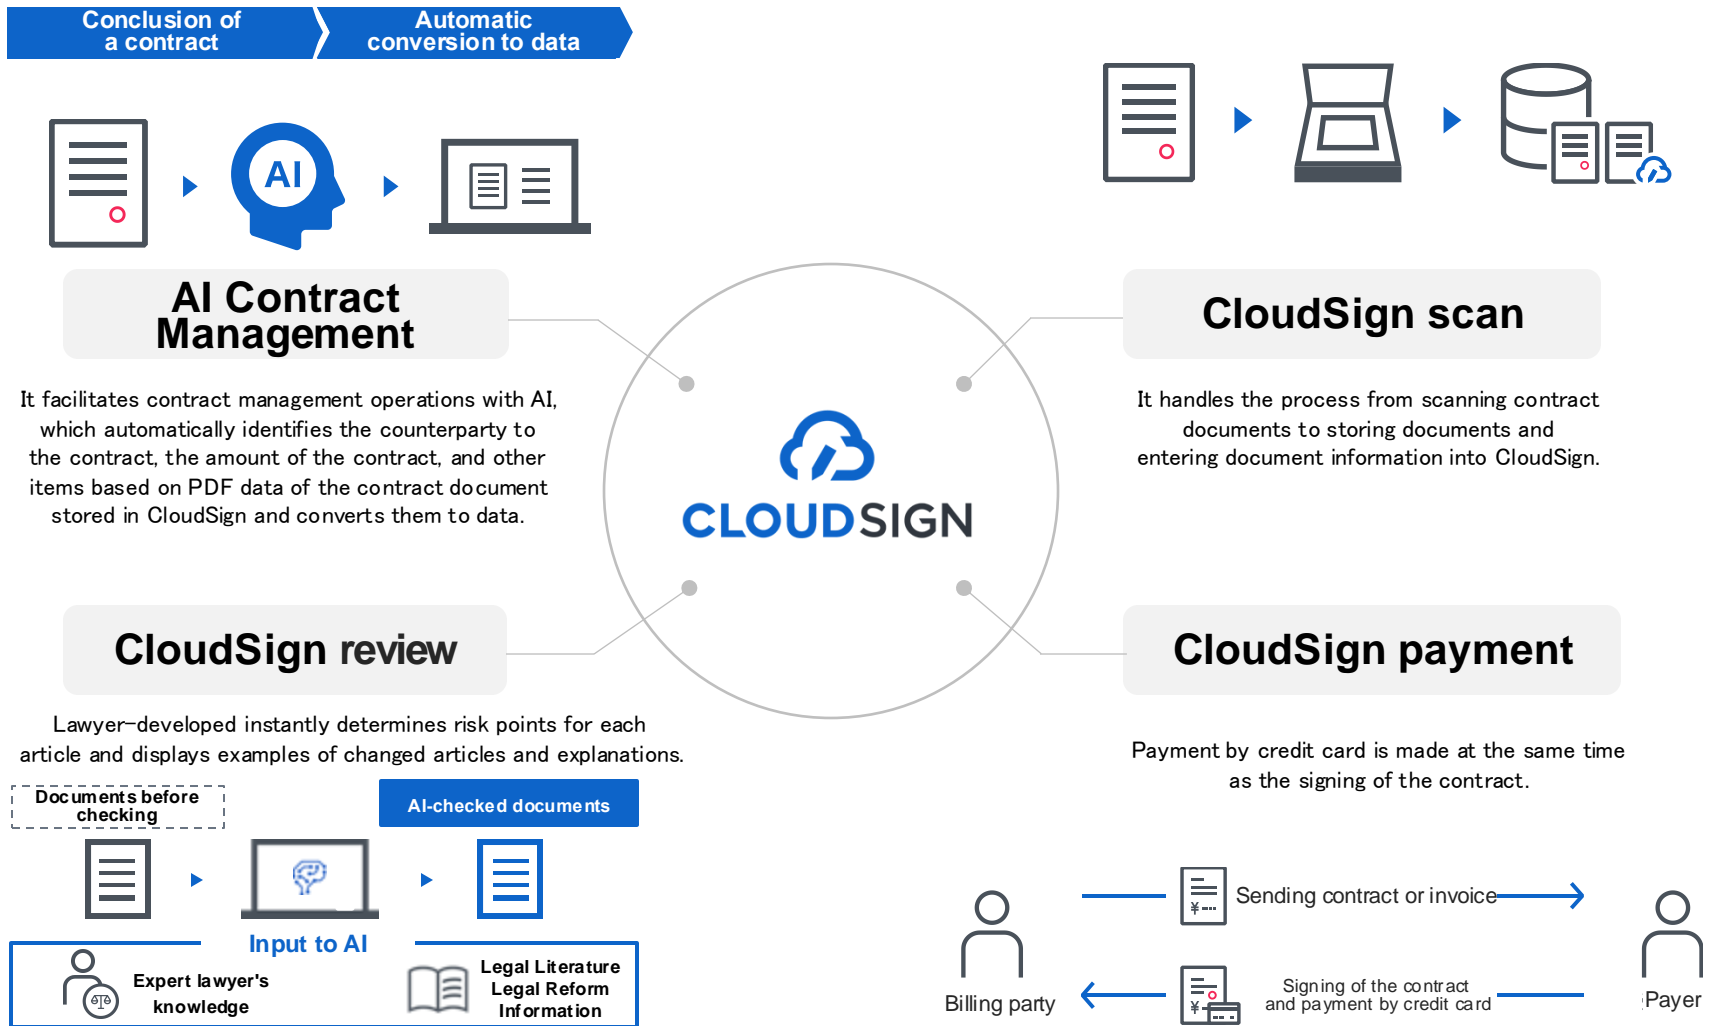 Conclusion of
a contract
Automatic
conversion to data
AI
AI Contract
Management
It facilitates contract management operations with AI,
which automatically identifies the counterparty to
the contract, the amount of the contract, and other
items based on PDF data of the contract document
stored in CloudSign and converts them to data.
CloudSign scan
It handles the process from scanning contract
documents to storing documents and
entering document information into CloudSign.
CLOUDSIGN
CloudSign review
Lawyer-developed instantly determines risk points for each
article and displays examples of changed articles and explanations.
Documents before
checking
AI-checked documents
Input to AI
Expert lawyer's
knowledge
Legal Literature
Legal Reform
Information
CloudSign payment
Payment by credit card is made at the same time
as the signing of the contract.
¥
Sending contract or invoice
Billing party
¥
Signing of the contract
and payment by credit card
Payer